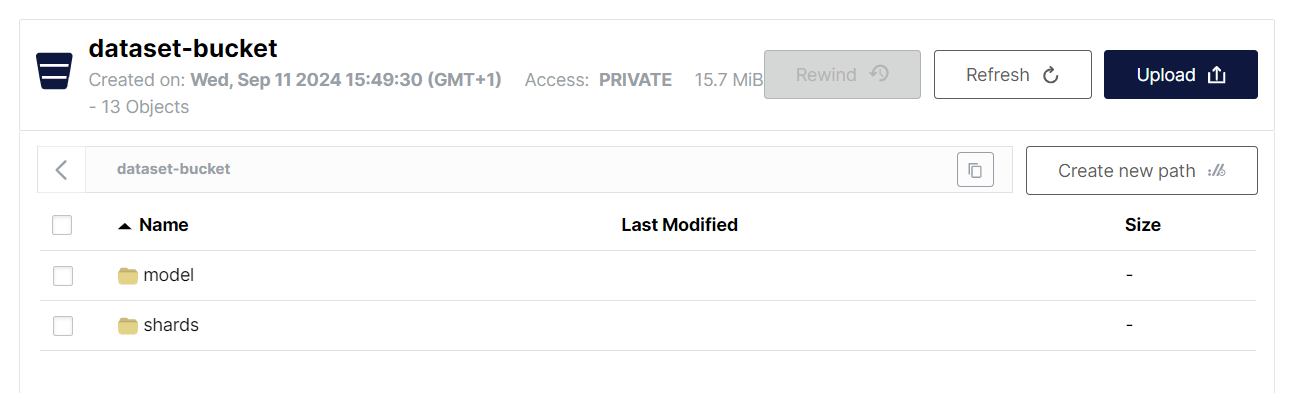 dataset-bucket
Created on: Wed, Sep 11 2024 15:49:30 (GMT+1) Access: PRIVATE 15.7 MiB
- 13 Objects
Rewind
Refresh
Upload
dataset-bucket
Create new path
Name Last Modified Size
model -
shards -